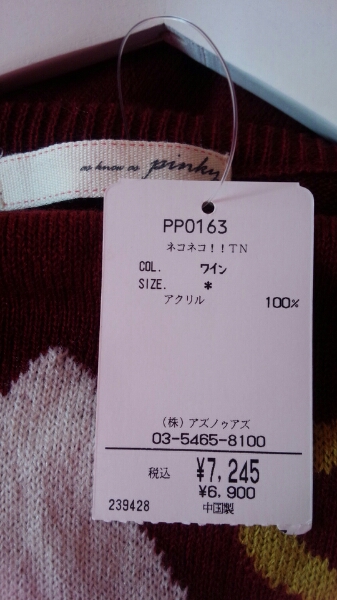 as know as pinky
PP0163
ネコネコ！！TN
COL. ワイン
SIZE. *
アクリル 100%
(株) アズノゥアズ
03-5465-8100
税込 ¥7,245
¥6,900
239428 中国製